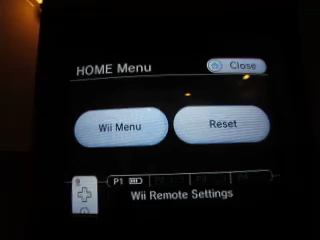 HOME Menu
Close
Wii Menu
Reset
P1
Wii Remote Settings